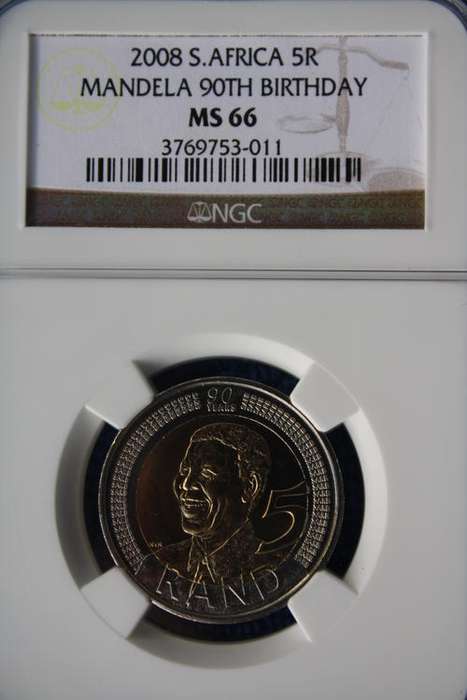 2008 S.AFRICA 5R
MANDELA 90TH BIRTHDAY
MS 66
3769753-011
NGC
90
YEARS
5
RAND